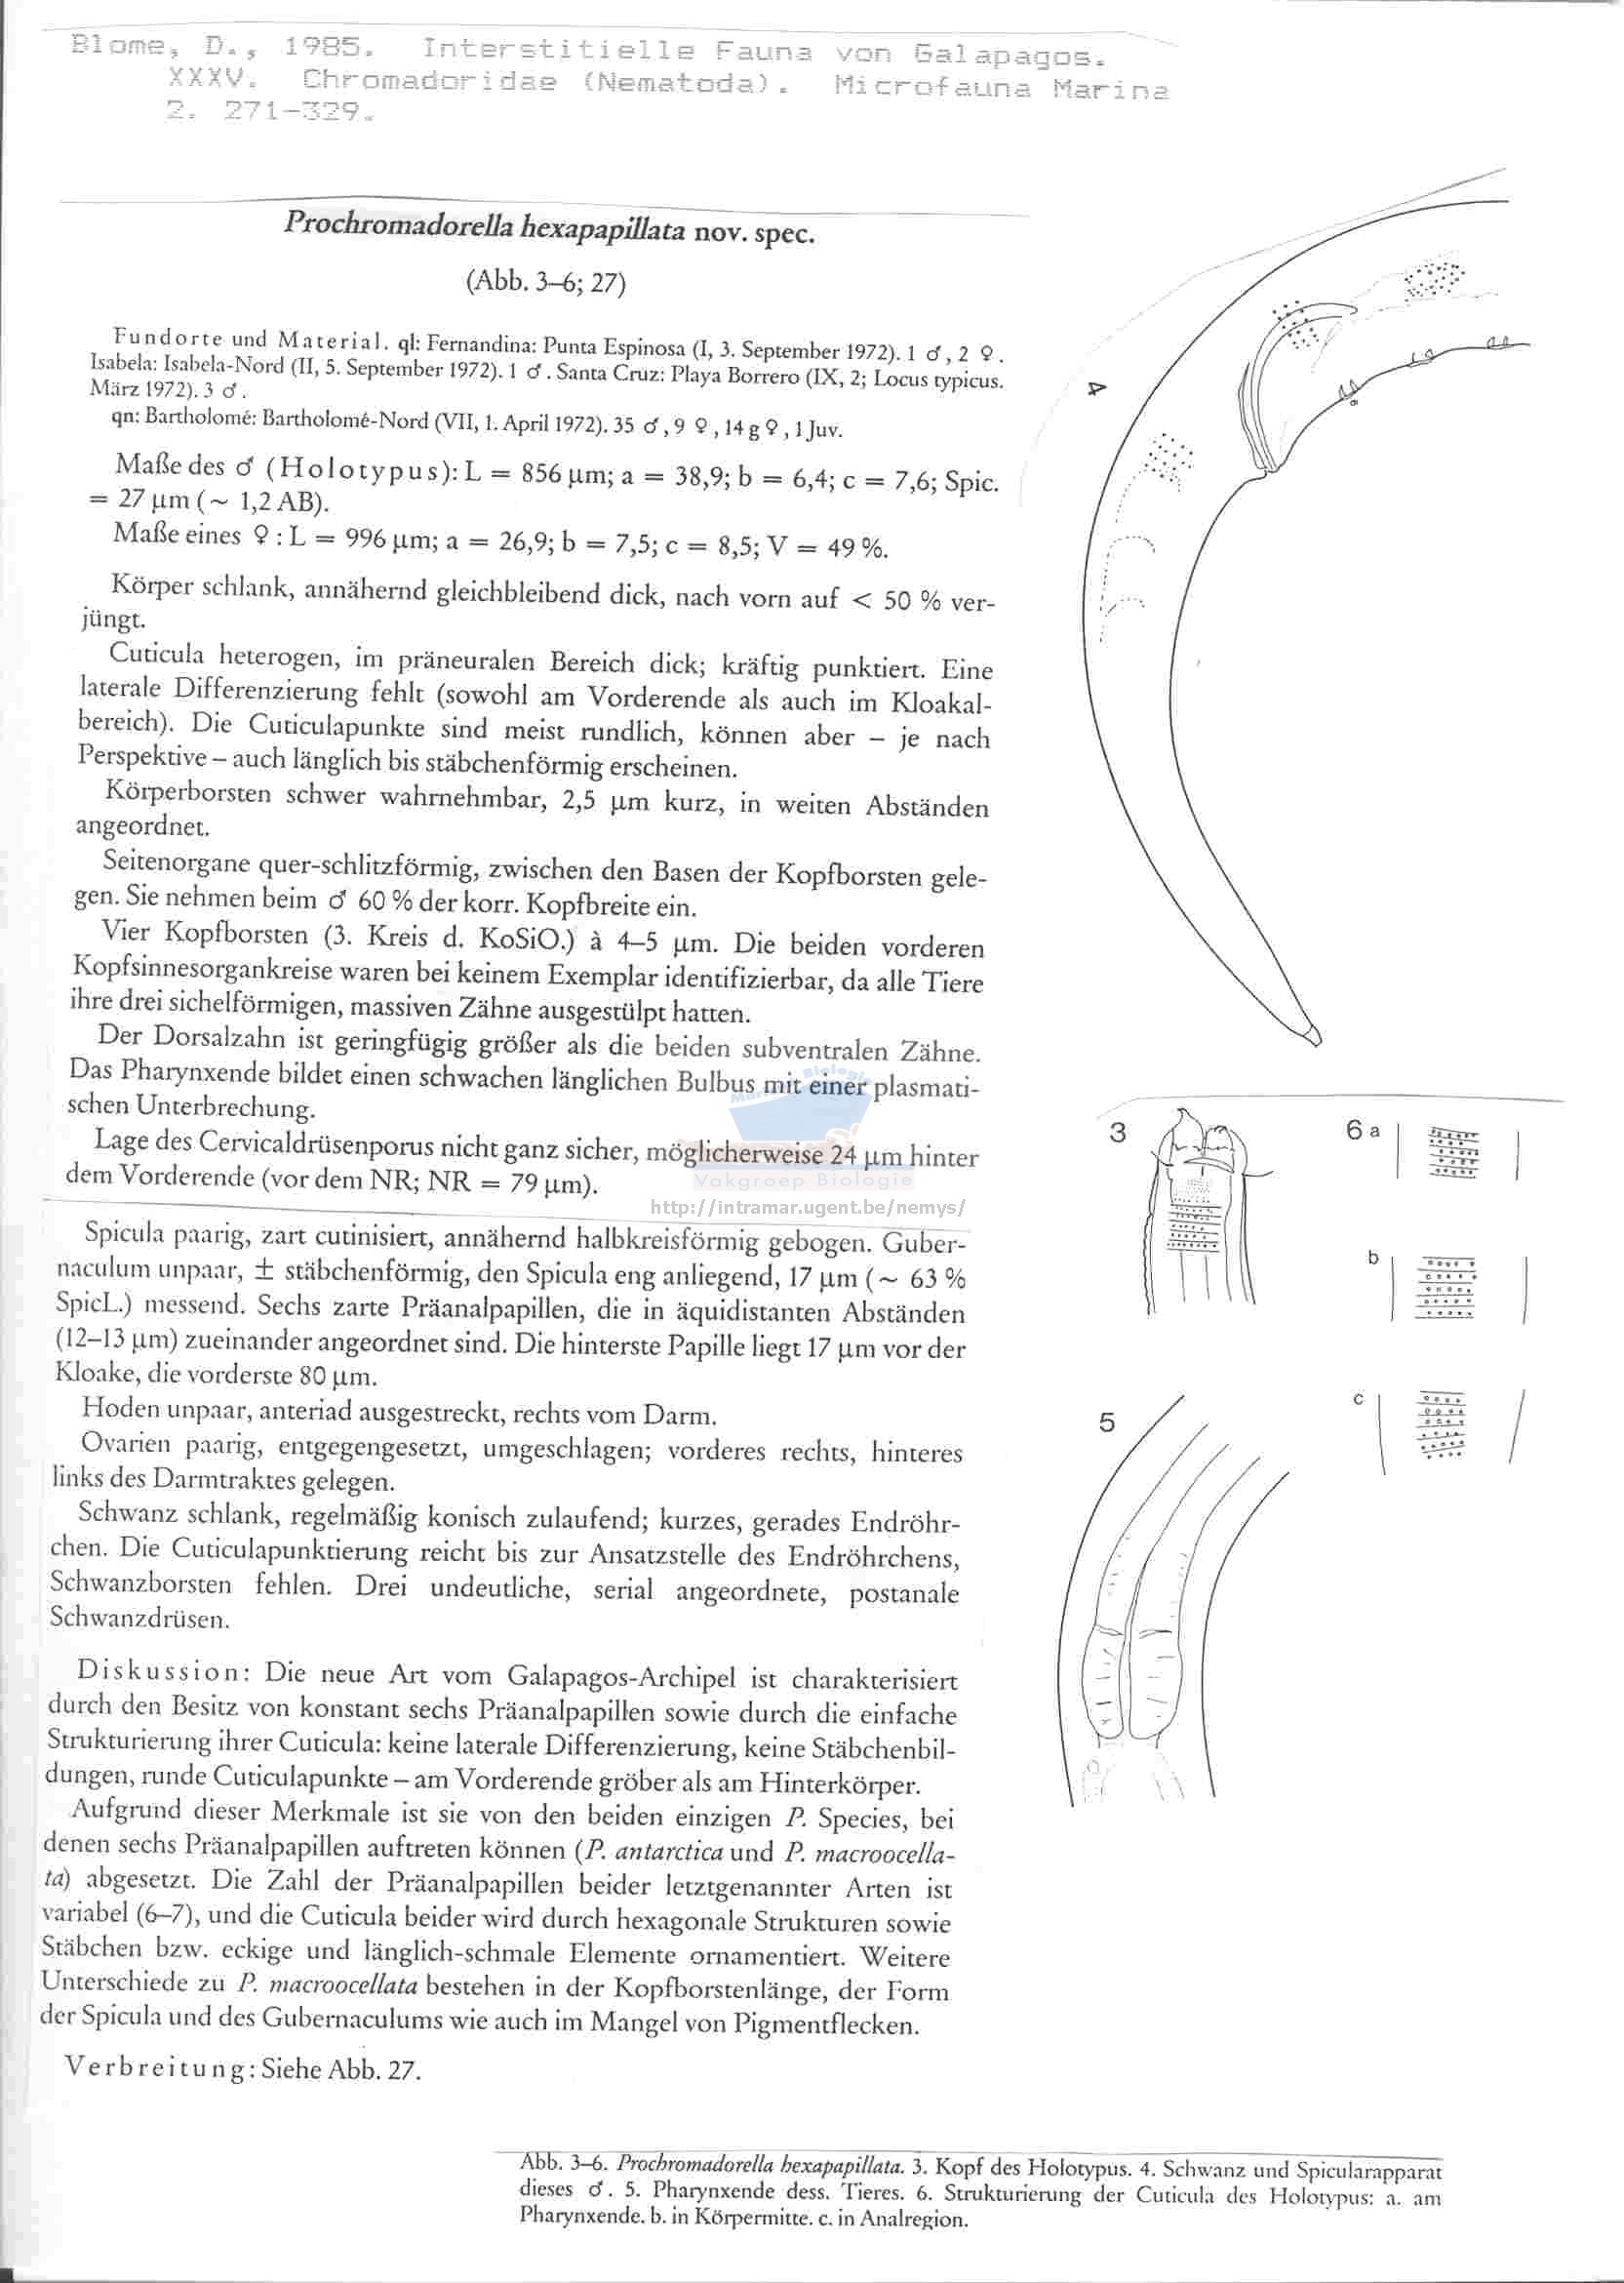 Blome, D., 1985. Interstitielle Fauna von Galapagos.
XXXV. Chromadoridae (Nematoda). Microfauna Marina
2. 271-329.
Prochromadorella hexapapillata nov. spec.
(Abb. 3–6; 27)
Fundorte und Material. ql: Fernandina: Punta Espinosa (I, 3. September 1972). 1 ♂, 2 ♀.
Isabela: Isabela-Nord (II, 5. September 1972). 1 ♂. Santa Cruz: Playa Borrero (IX, 2; Locus typicus.
März 1972). 3 ♂.
qn: Bartholomé: Bartholomé-Nord (VII, 1. April 1972). 35 ♂, 9 ♀, 14 g ♀, 1 Juv.
Maße des ♂ (Holotypus): L = 856 µm; a = 38,9; b = 6,4; c = 7,6; Spic.
= 27 µm (~ 1,2 AB).
Maße eines ♀: L = 996 µm; a = 26,9; b = 7,5; c = 8,5; V = 49 %.
Körper schlank, annähernd gleichbleibend dick, nach vorn auf < 50 % ver-
jüngt.
Cuticula heterogen, im präneuralen Bereich dick; kräftig punktiert. Eine
laterale Differenzierung fehlt (sowohl am Vorderende als auch im Kloakal-
bereich). Die Cuticulapunkte sind meist rundlich, können aber – je nach
Perspektive – auch länglich bis stäbchenförmig erscheinen.
Körperborsten schwer wahrnehmbar, 2,5 µm kurz, in weiten Abständen
angeordnet.
Seitenorgane quer-schlitzförmig, zwischen den Basen der Kopfborsten gele-
gen. Sie nehmen beim ♂ 60 % der korr. Kopfbreite ein.
Vier Kopfborsten (3. Kreis d. KoSiO.) à 4–5 µm. Die beiden vorderen
Kopfsinnesorgankreise waren bei keinem Exemplar identifizierbar, da alle Tiere
ihre drei sichelförmigen, massiven Zähne ausgestülpt hatten.
Der Dorsalzahn ist geringfügig größer als die beiden subventralen Zähne.
Das Pharynxende bildet einen schwachen länglichen Bulbus mit einer plasmati-
schen Unterbrechung.
Lage des Cervicaldrüsenporus nicht ganz sicher, möglicherweise 24 µm hinter
dem Vorderende (vor dem NR; NR = 79 µm).
Vakgroep Biologie
http://intramar.ugent.be/nemys/
Spicula paarig, zart cutinisiert, annähernd halbkreisförmig gebogen. Guber-
naculum unpaar, ± stäbchenförmig, den Spicula eng anliegend, 17 µm (~ 63 %
SpicL.) messend. Sechs zarte Präanalpapillen, die in äquidistanten Abständen
(12–13 µm) zueinander angeordnet sind. Die hinterste Papille liegt 17 µm vor der
Kloake, die vorderste 80 µm.
Hoden unpaar, anteriad ausgestreckt, rechts vom Darm.
Ovarien paarig, entgegengesetzt, umgeschlagen; vorderes rechts, hinteres
links des Darmtraktes gelegen.
Schwanz schlank, regelmäßig konisch zulaufend; kurzes, gerades Endröhr-
chen. Die Cuticulapunktierung reicht bis zur Ansatzstelle des Endröhrchens,
Schwanzborsten fehlen. Drei undeutliche, serial angeordnete, postanale
Schwanzdrüsen.
Diskussion: Die neue Art vom Galapagos-Archipel ist charakterisiert
durch den Besitz von konstant sechs Präanalpapillen sowie durch die einfache
Strukturierung ihrer Cuticula: keine laterale Differenzierung, keine Stäbchenbil-
dungen, runde Cuticulapunkte – am Vorderende gröber als am Hinterkörper.
Aufgrund dieser Merkmale ist sie von den beiden einzigen P. Species, bei
denen sechs Präanalpapillen auftreten können (P. antarctica und P. macroocella-
ta) abgesetzt. Die Zahl der Präanalpapillen beider letztgenannter Arten ist
variabel (6–7), und die Cuticula beider wird durch hexagonale Strukturen sowie
Stäbchen bzw. eckige und länglich-schmale Elemente ornamentiert. Weitere
Unterschiede zu P. macroocellata bestehen in der Kopfborstenlänge, der Form
der Spicula und des Gubernaculums wie auch im Mangel von Pigmentflecken.
Verbreitung: Siehe Abb. 27.
4
3
6 a
b
c
5
Abb. 3–6. Prochromadorella hexapapillata. 3. Kopf des Holotypus. 4. Schwanz und Spicularapparat
dieses ♂. 5. Pharynxende dess. Tieres. 6. Strukturierung der Cuticula des Holotypus: a. am
Pharynxende. b. in Körpermitte. c. in Analregion.